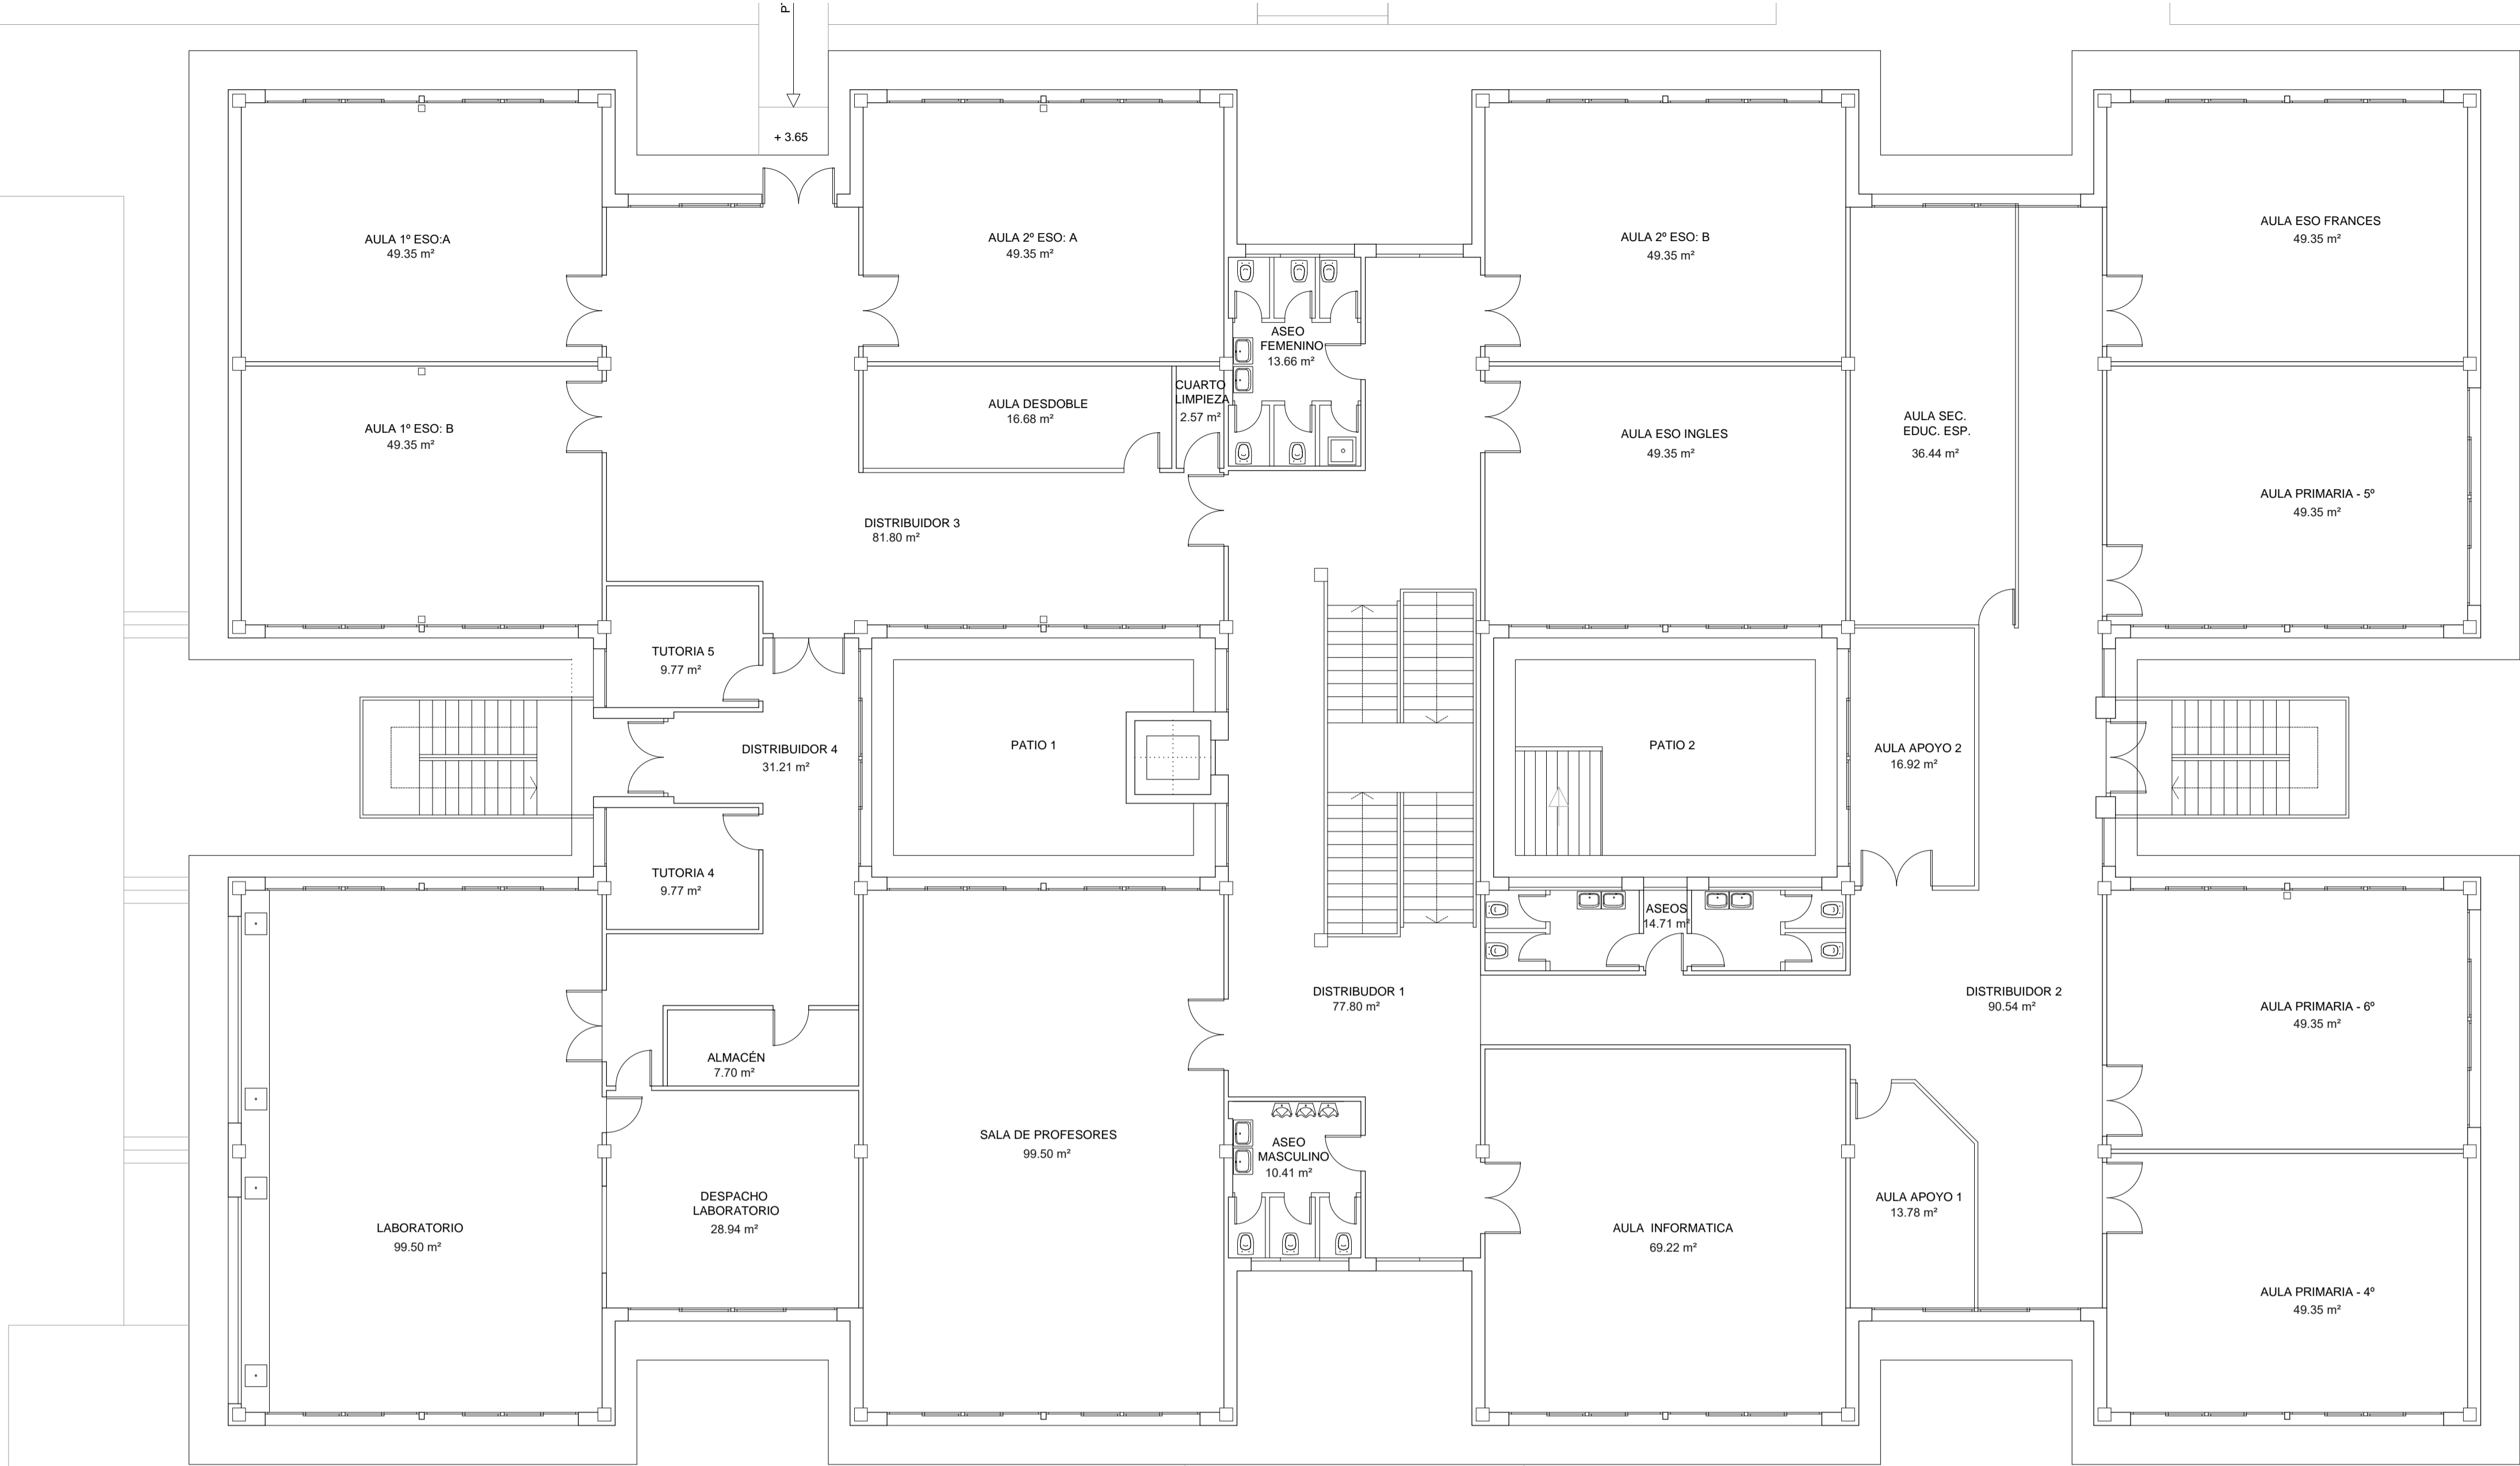 + 3.65
AULA 1º ESO:A
49.35 m²
AULA 2º ESO: A
49.35 m²
AULA 2º ESO: B
49.35 m²
AULA ESO FRANCES
49.35 m²
ASEO
FEMENINO
13.66 m²
AULA 1º ESO: B
49.35 m²
AULA DESDOBLE
16.68 m²
CUARTO
LIMPIEZA
2.57 m²
AULA ESO INGLES
49.35 m²
AULA SEC.
EDUC. ESP.
36.44 m²
AULA PRIMARIA - 5º
49.35 m²
DISTRIBUIDOR 3
81.80 m²
TUTORIA 5
9.77 m²
DISTRIBUIDOR 4
31.21 m²
PATIO 1
PATIO 2
AULA APOYO 2
16.92 m²
TUTORIA 4
9.77 m²
ASEOS
14.71 m²
DISTRIBUDOR 1
77.80 m²
DISTRIBUIDOR 2
90.54 m²
AULA PRIMARIA - 6º
49.35 m²
ALMACÉN
7.70 m²
SALA DE PROFESORES
99.50 m²
ASEO
MASCULINO
10.41 m²
DESPACHO
LABORATORIO
28.94 m²
AULA APOYO 1
13.78 m²
LABORATORIO
99.50 m²
AULA INFORMATICA
69.22 m²
AULA PRIMARIA - 4º
49.35 m²